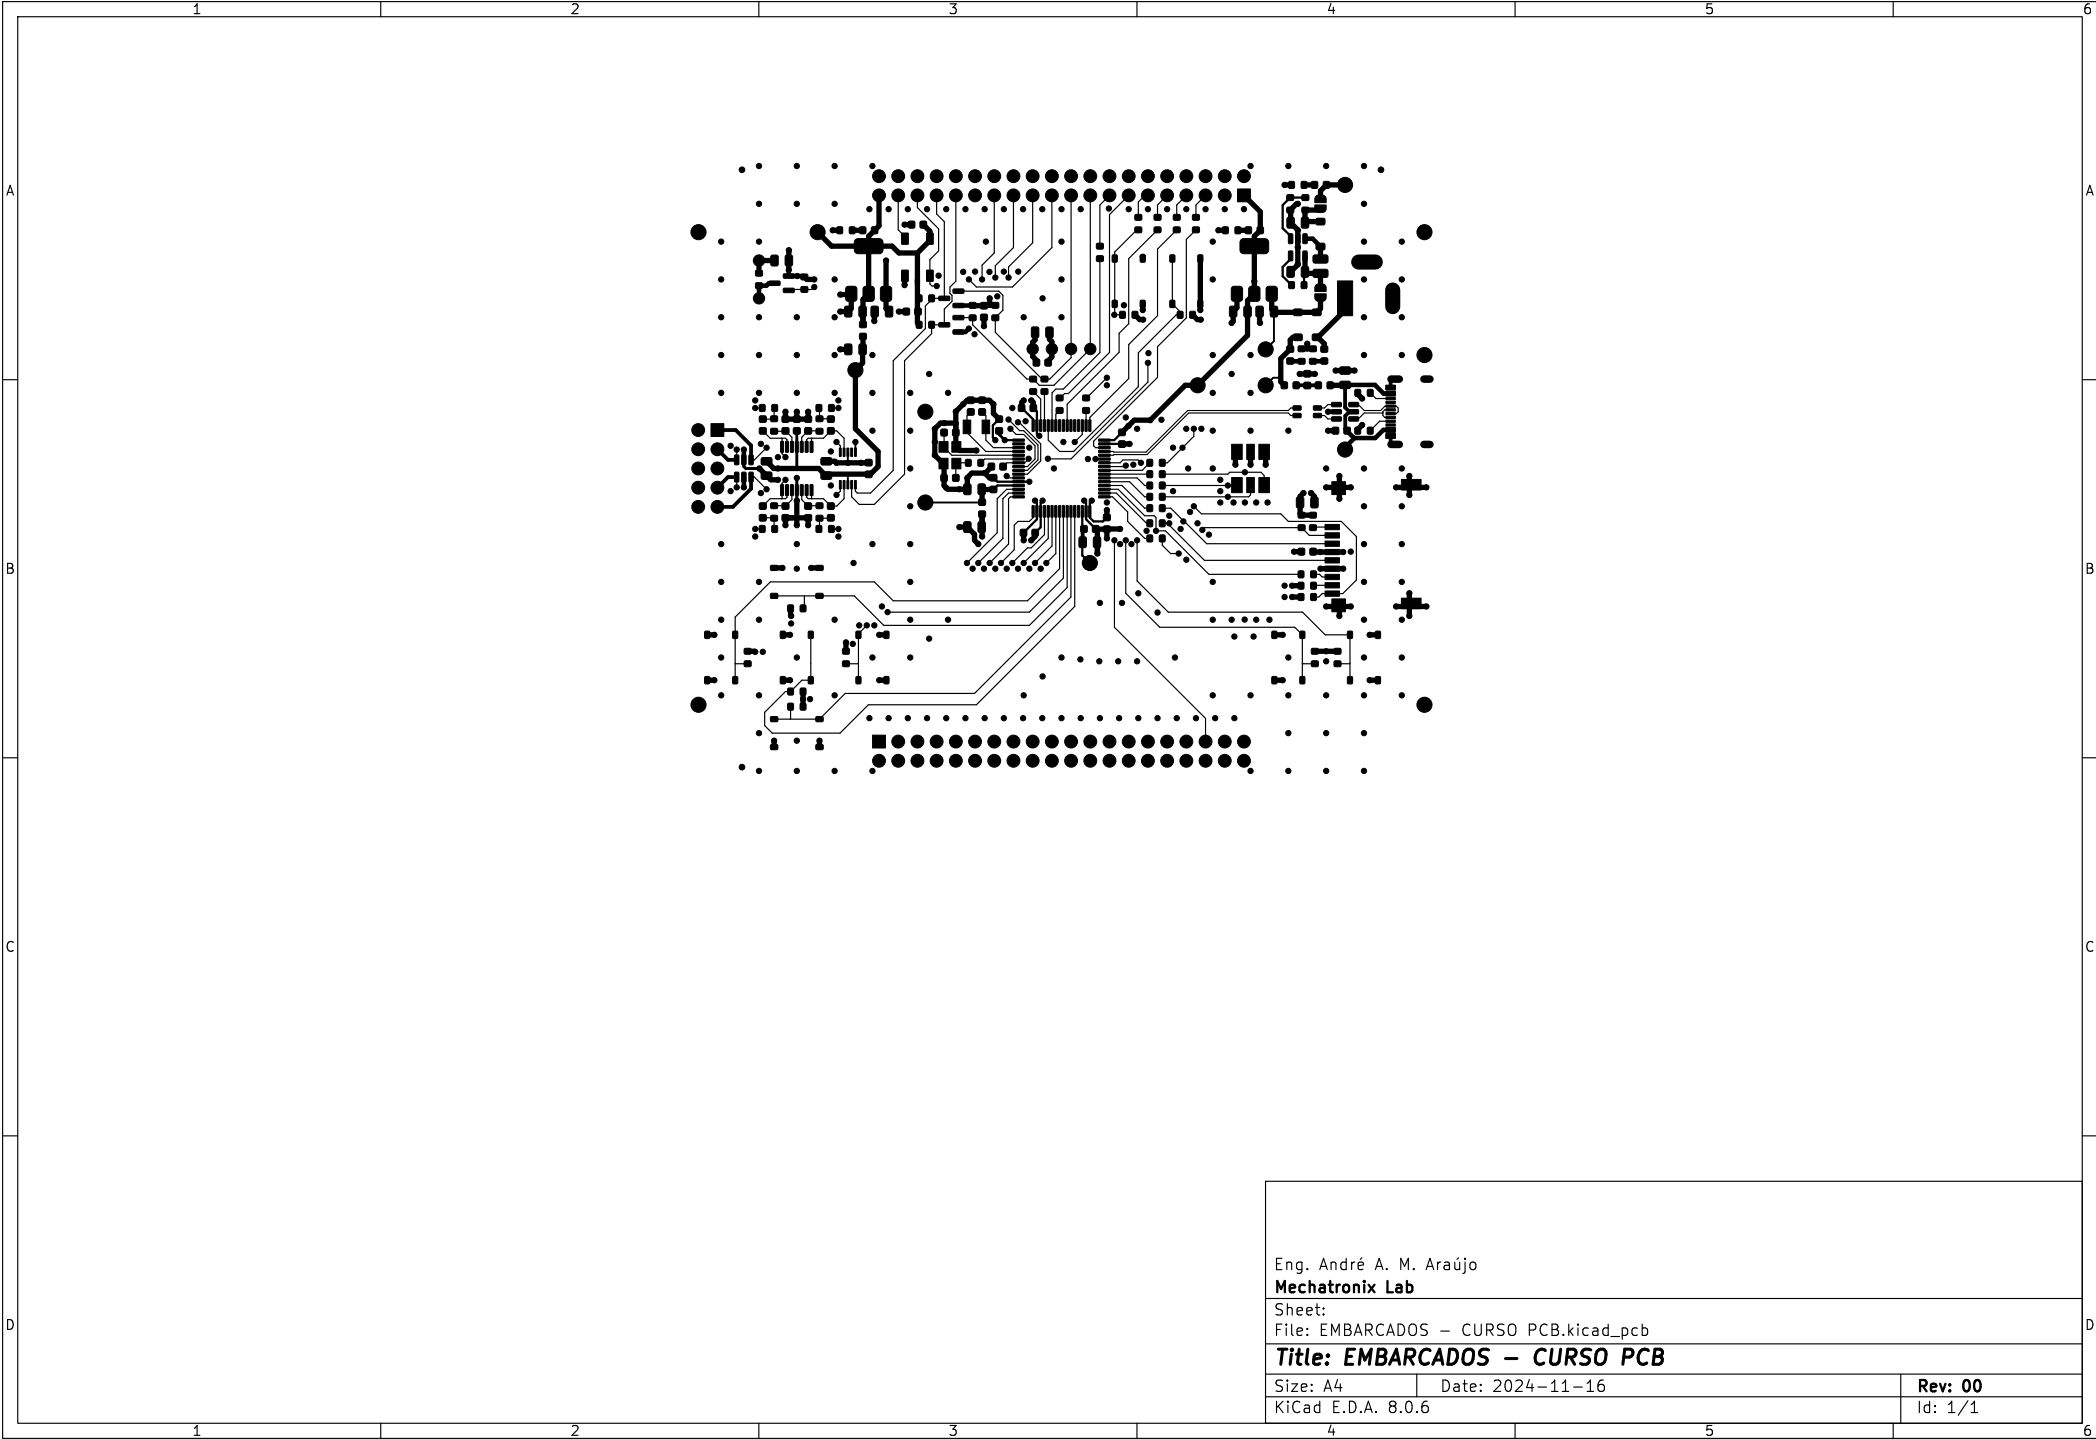 1 2 3 4 5 6
A A
B B
C C
D D
Eng. André A. M. Araújo
Mechatronix Lab
Sheet:
File: EMBARCADOS – CURSO PCB.kicad_pcb
Title: EMBARCADOS – CURSO PCB
Size: A4 Date: 2024–11–16 Rev: 00
KiCad E.D.A. 8.0.6 Id: 1/1
1 2 3 4 5 6